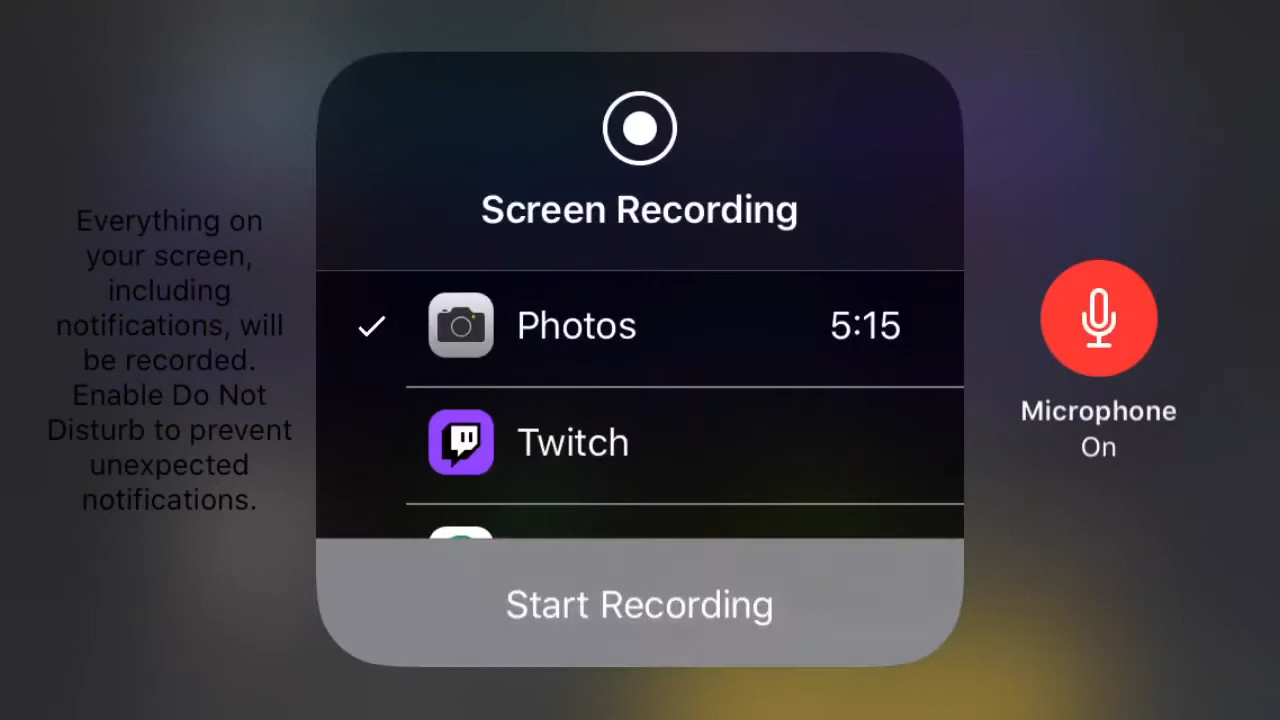 Everything on
your screen,
including
notifications, will
be recorded.
Enable Do Not
Disturb to prevent
unexpected
notifications.
Screen Recording
Photos 5:15
Twitch
Start Recording
Microphone
On